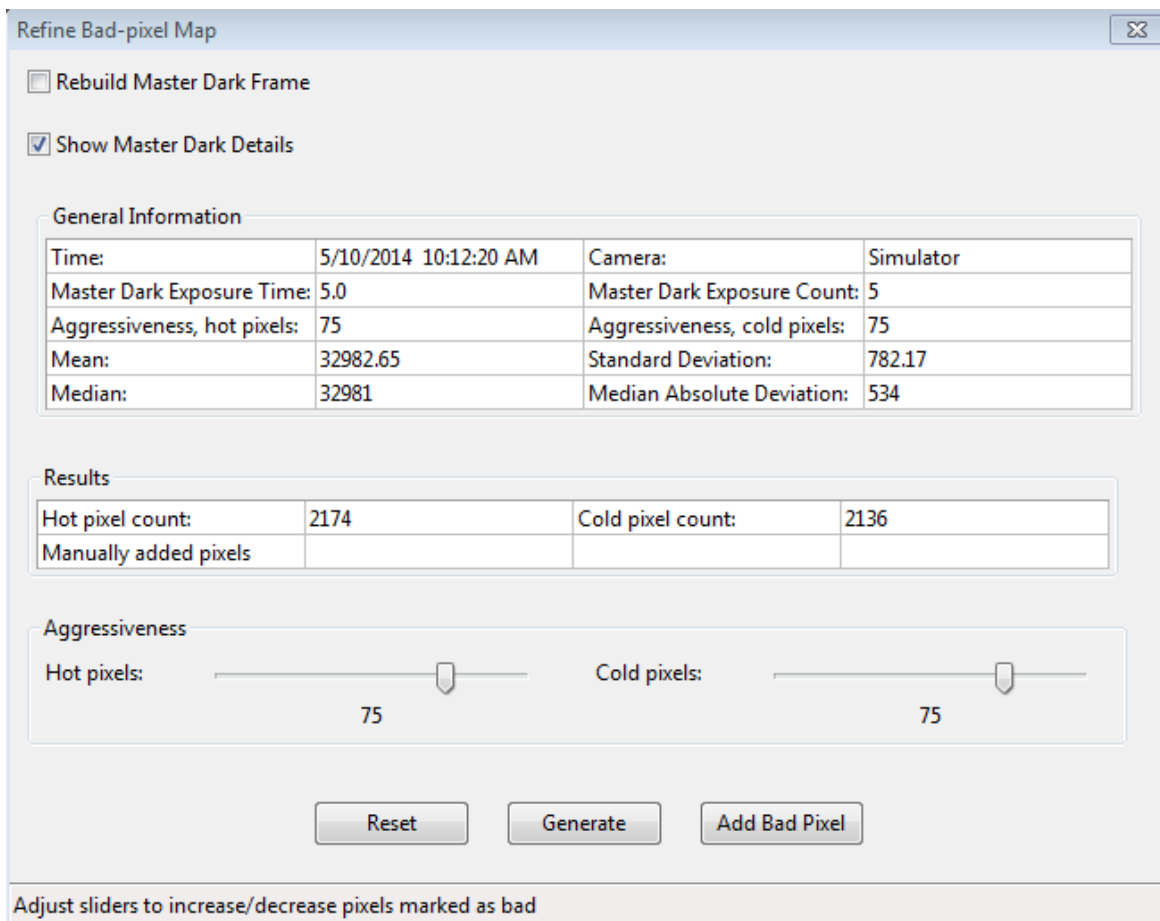 Refine Bad-pixel Map
Rebuild Master Dark Frame
Show Master Dark Details
General Information
Time: 5/10/2014 10:12:20 AM Camera: Simulator
Master Dark Exposure Time: 5.0 Master Dark Exposure Count: 5
Aggressiveness, hot pixels: 75 Aggressiveness, cold pixels: 75
Mean: 32982.65 Standard Deviation: 782.17
Median: 32981 Median Absolute Deviation: 534
Results
Hot pixel count: 2174 Cold pixel count: 2136
Manually added pixels
Aggressiveness
Hot pixels: Cold pixels:
75 75
Reset Generate Add Bad Pixel
Adjust sliders to increase/decrease pixels marked as bad